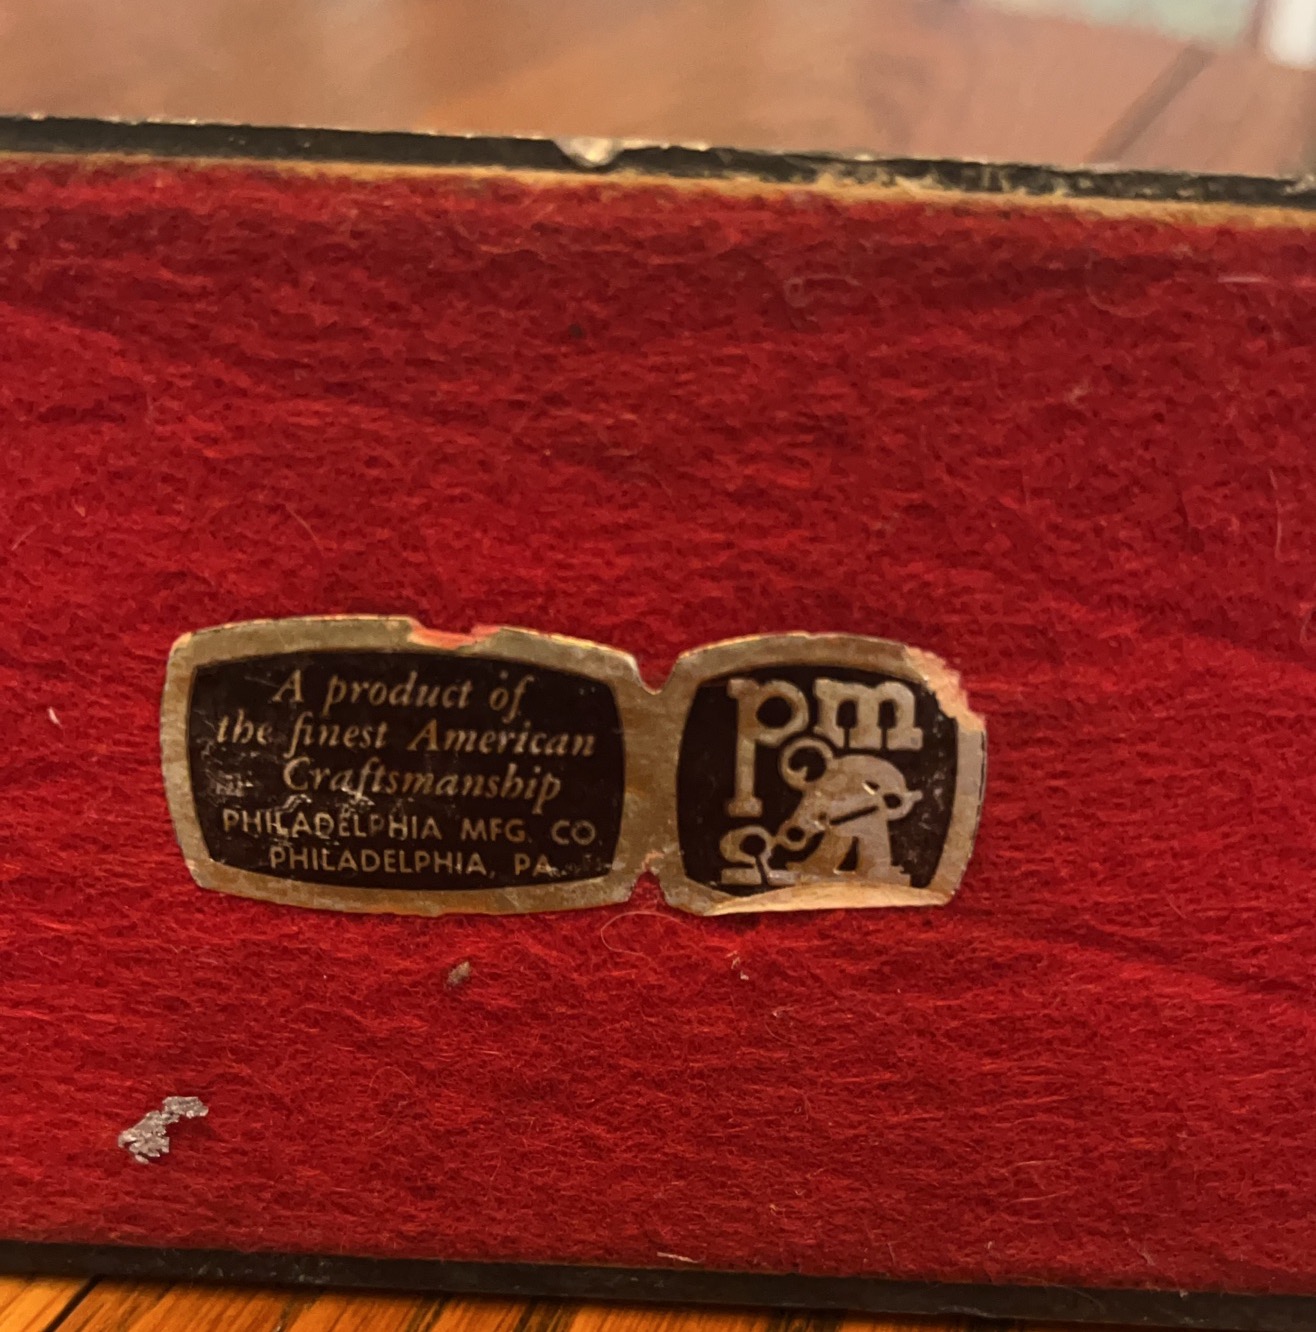 A product of
the finest American
Craftsmanship
PHILADELPHIA MFG. CO.
PHILADELPHIA, PA.
pm